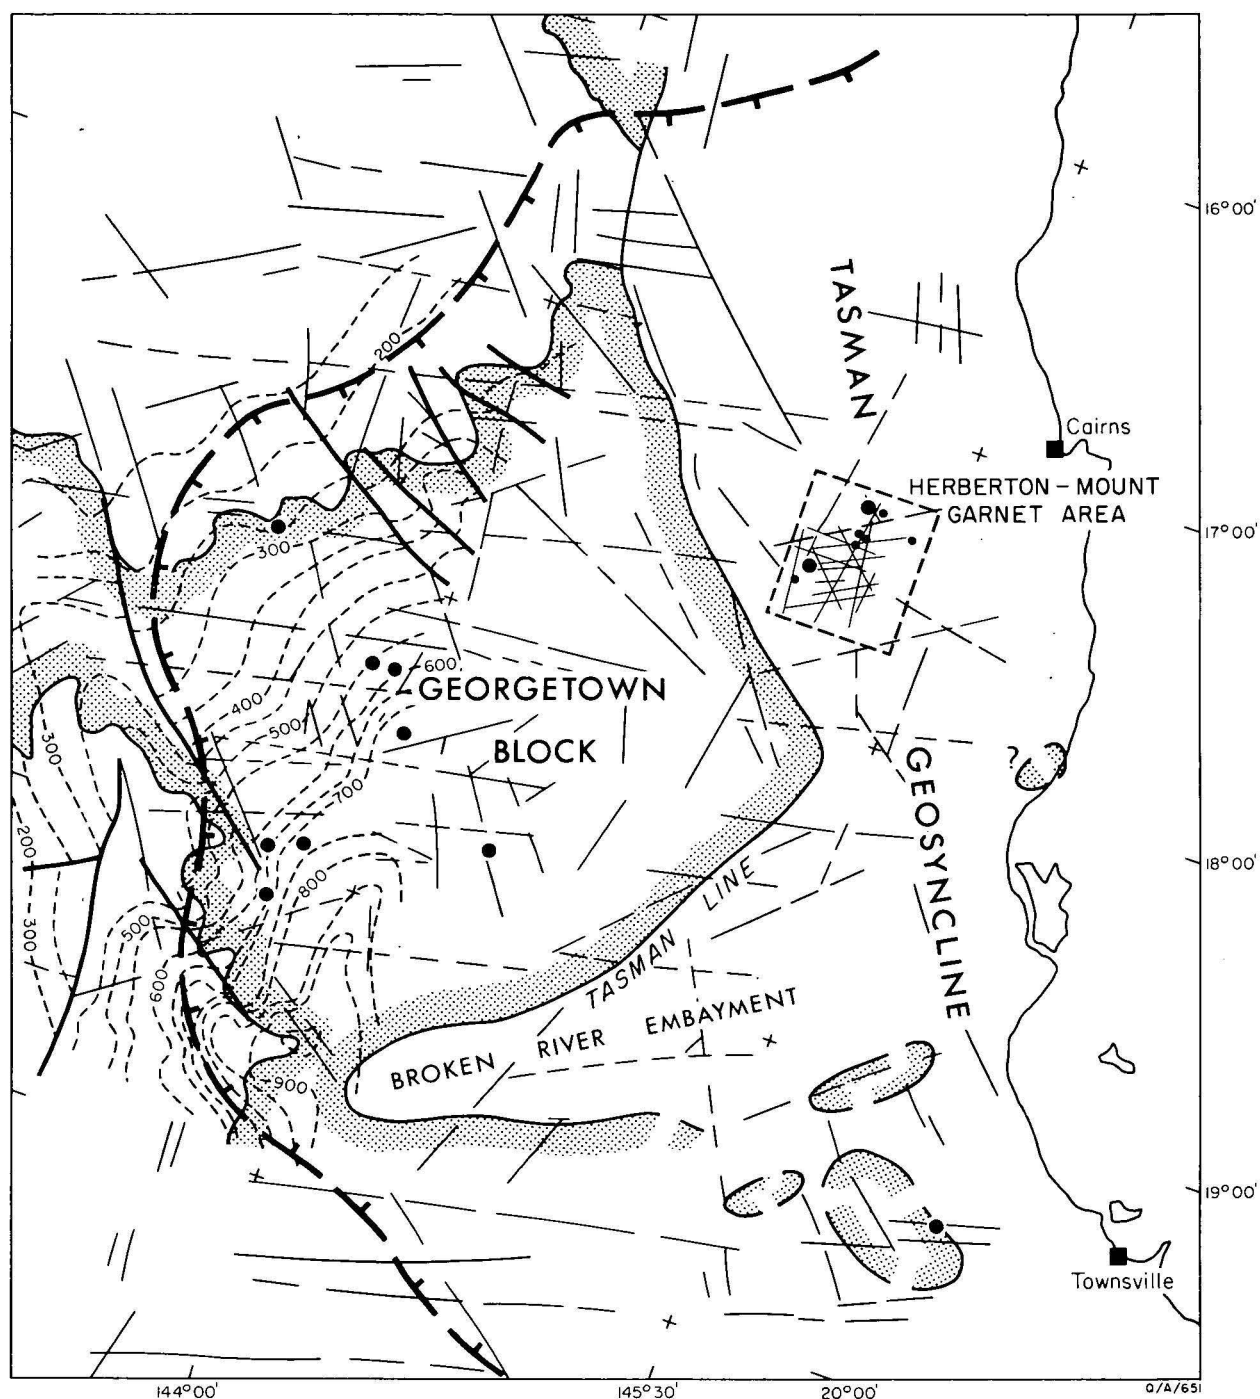 16°00'
TASMAN
200
Cairns
HERBERTON – MOUNT
GARNET AREA
17°00'
300
600
GEORGETOWN
400
500
BLOCK
300
700
GEOSYNCLINE
?
200
800
18°00'
500
300
600
TASMAN LINE
BROKEN RIVER EMBAYMENT
900
19°00'
Townsville
144°00'
145°30'
20°00'
Q/A/651